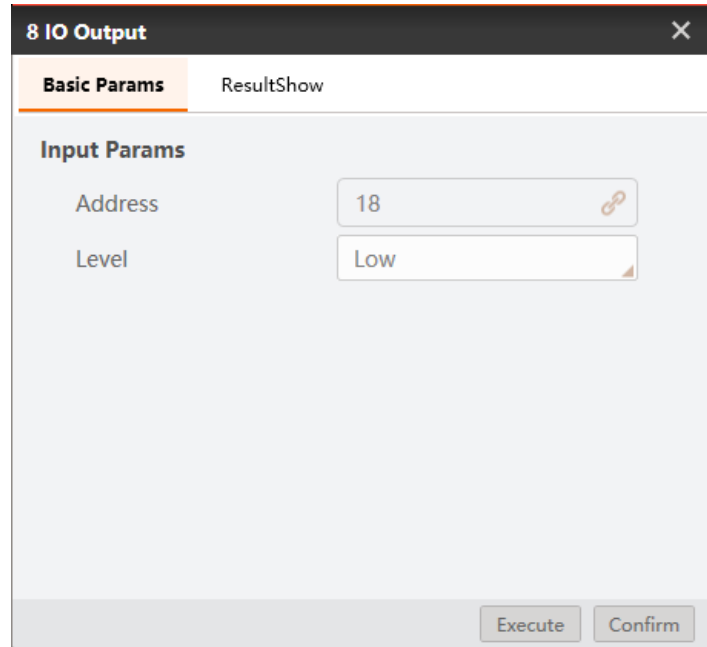 8 IO Output
Basic Params ResultShow
Input Params
Address 18
Level Low
Execute Confirm